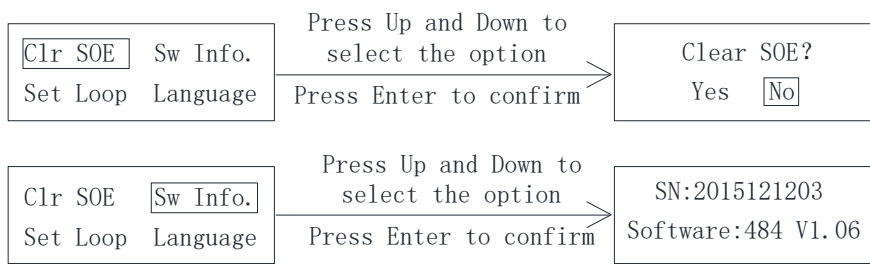 Clr SOE Sw Info.
Set Loop Language
Press Up and Down to
select the option
Press Enter to confirm
Clear SOE?
Yes No
Clr SOE Sw Info.
Set Loop Language
Press Up and Down to
select the option
Press Enter to confirm
SN:2015121203
Software:484 V1.06